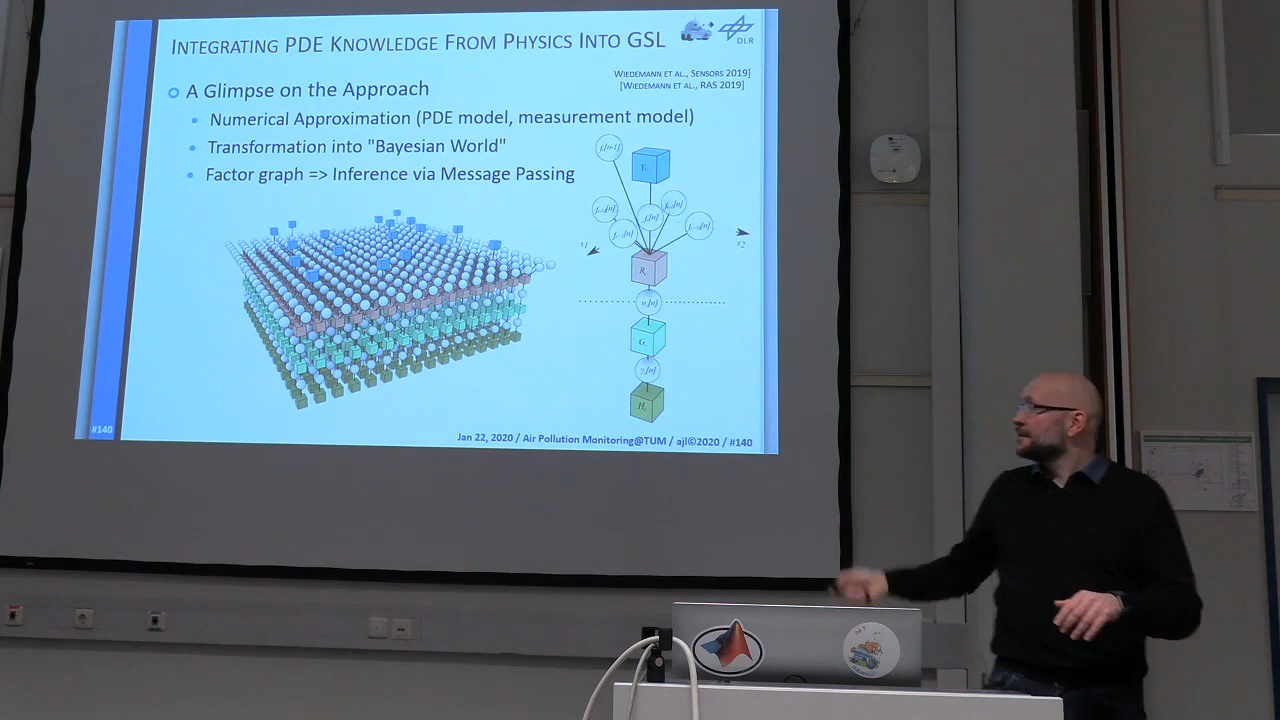 INTEGRATING PDE KNOWLEDGE FROM PHYSICS INTO GSL
DLR
WIEDEMANN ET AL., SENSORS 2019]
[WIEDEMANN ET AL., RAS 2019]
A Glimpse on the Approach
Numerical Approximation (PDE model, measurement model)
Transformation into "Bayesian World"
Factor graph => Inference via Message Passing
x1
x2
#140
Jan 22, 2020 / Air Pollution Monitoring@TUM / ajl©2020 / #140